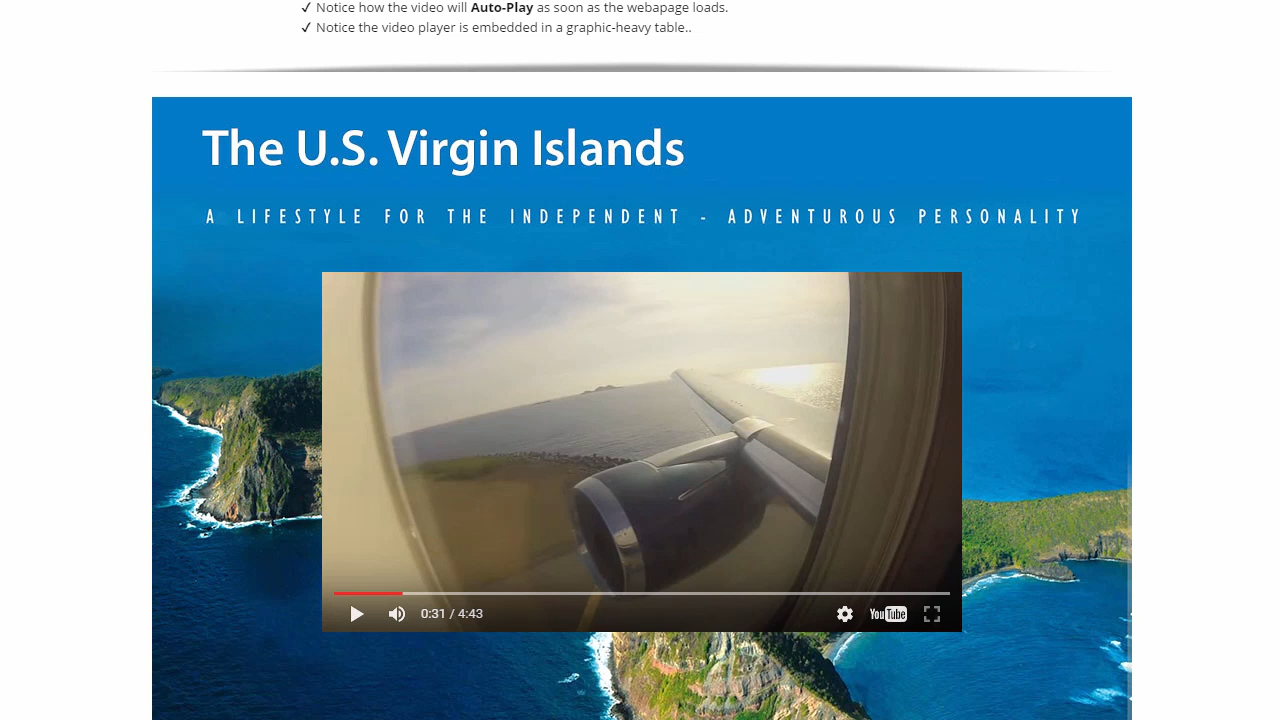 ✓ Notice how the video will Auto-Play as soon as the webapage loads.
✓ Notice the video player is embedded in a graphic-heavy table..
The U.S. Virgin Islands
A LIFESTYLE FOR THE INDEPENDENT - ADVENTUROUS PERSONALITY
0:31 / 4:43 YouTube